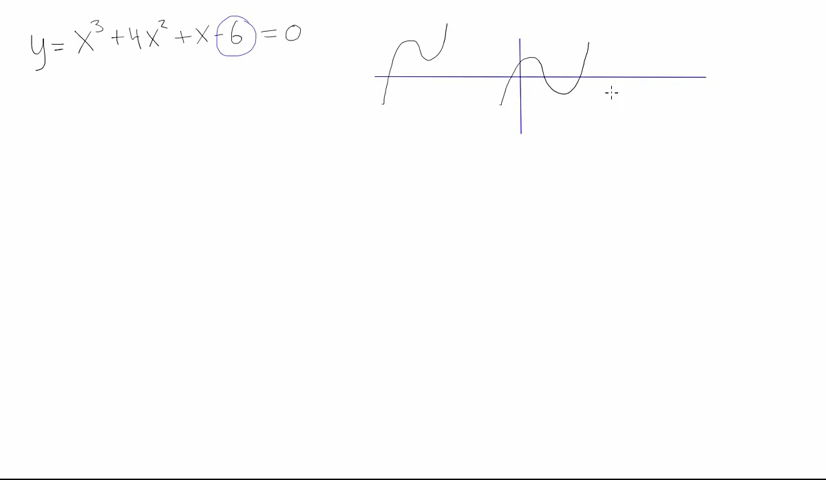 y = x³ + 4x² + x - 6 = 0